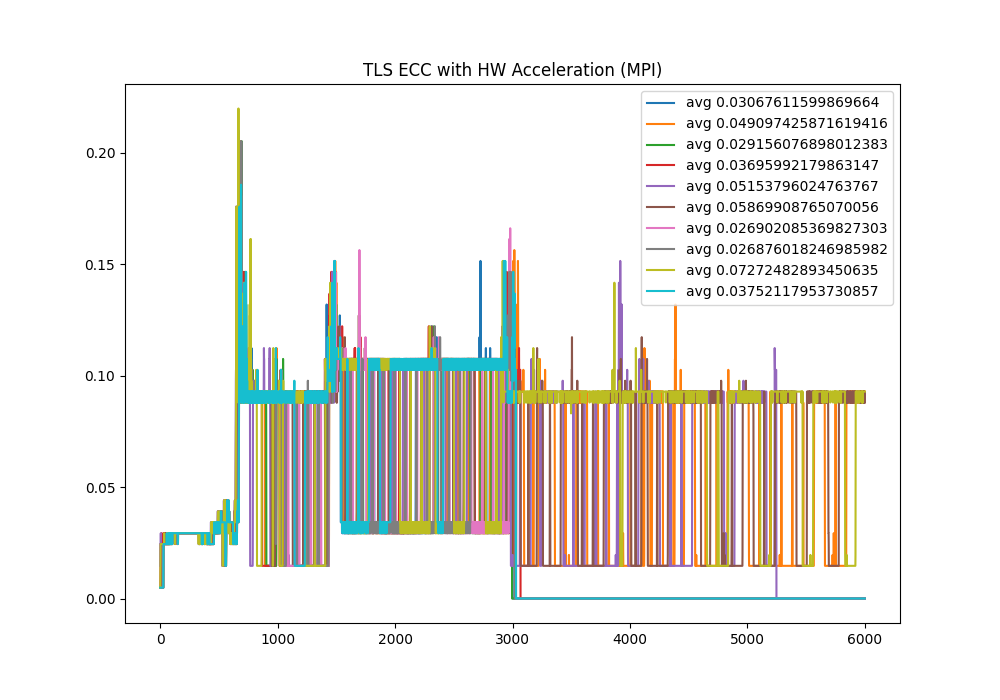 TLS ECC with HW Acceleration (MPI)
avg 0.03067611599869664
avg 0.049097425871619416
avg 0.029156076898012383
avg 0.03695992179863147
avg 0.05153796024763767
avg 0.05869908765070056
avg 0.026902085369827303
avg 0.026876018246985982
avg 0.07272482893450635
avg 0.03752117953730857
0.20
0.15
0.10
0.05
0.00
0 1000 2000 3000 4000 5000 6000